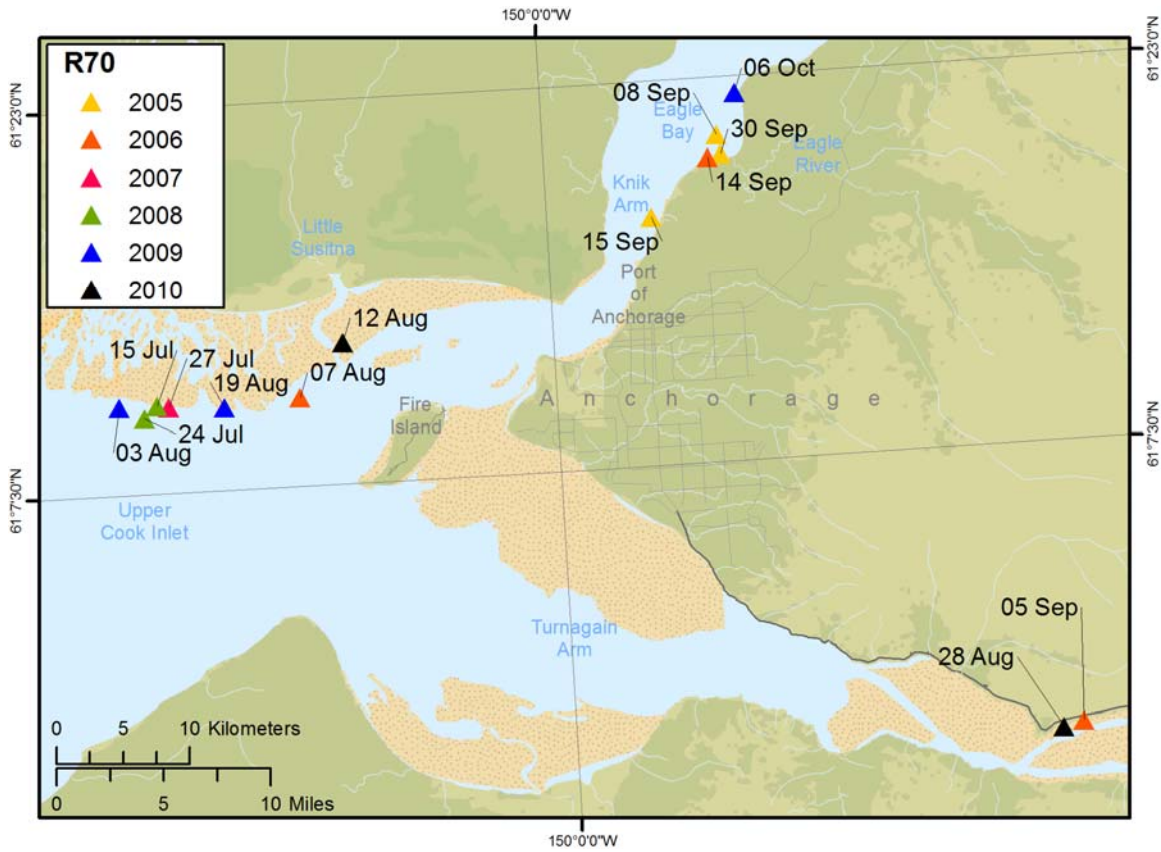 150°0'0"W
R70
2005
2006
2007
2008
2009
2010
61°23'0"N
61°23'0"N
06 Oct
08 Sep
Eagle
Bay
30 Sep
Eagle
River
14 Sep
Knik
Arm
15 Sep
Little
Susitna
Port
of
Anchorage
12 Aug
15 Jul
27 Jul
19 Aug
07 Aug
24 Jul
03 Aug
Fire
Island
Anchorage
61°7'30"N
61°7'30"N
Upper
Cook Inlet
Turnagain
Arm
05 Sep
28 Aug
0 5 10 Kilometers
0 5 10 Miles
150°0'0"W